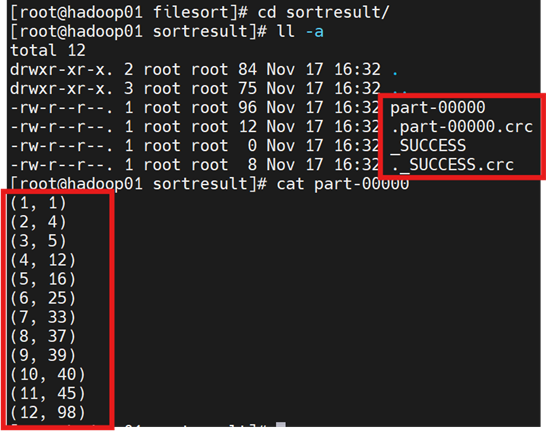 [root@hadoop01 filesort]# cd sortresult/
[root@hadoop01 sortresult]# ll -a
total 12
drwxr-xr-x. 2 root root 84 Nov 17 16:32 .
drwxr-xr-x. 3 root root 75 Nov 17 16:32 ..
-rw-r--r--. 1 root root 96 Nov 17 16:32 part-00000
-rw-r--r--. 1 root root 12 Nov 17 16:32 .part-00000.crc
-rw-r--r--. 1 root root  0 Nov 17 16:32 _SUCCESS
-rw-r--r--. 1 root root  8 Nov 17 16:32 ._SUCCESS.crc
[root@hadoop01 sortresult]# cat part-00000
(1, 1)
(2, 4)
(3, 5)
(4, 12)
(5, 16)
(6, 25)
(7, 33)
(8, 37)
(9, 39)
(10, 40)
(11, 45)
(12, 98)
[root@hadoop01 sortresult]#